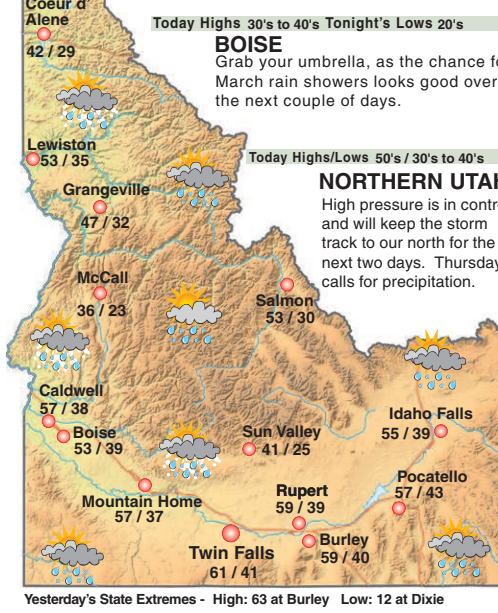 Coeur d'
Alene
42 / 29
Today Highs 30's to 40's Tonight's Lows 20's
BOISE
Grab your umbrella, as the chance fo
March rain showers looks good over
the next couple of days.
Lewiston
53 / 35
Today Highs/Lows 50's / 30's to 40's
NORTHERN UTAH
High pressure is in contr
and will keep the storm
track to our north for the
next two days. Thursday
calls for precipitation.
Grangeville
47 / 32
McCall
36 / 23
Salmon
53 / 30
Caldwell
57 / 38
Boise
53 / 39
Sun Valley
41 / 25
Idaho Falls
55 / 39
Pocatello
57 / 43
Mountain Home
57 / 37
Rupert
59 / 39
Twin Falls
61 / 41
Burley
59 / 40
Yesterday's State Extremes - High: 63 at Burley Low: 12 at Dixie